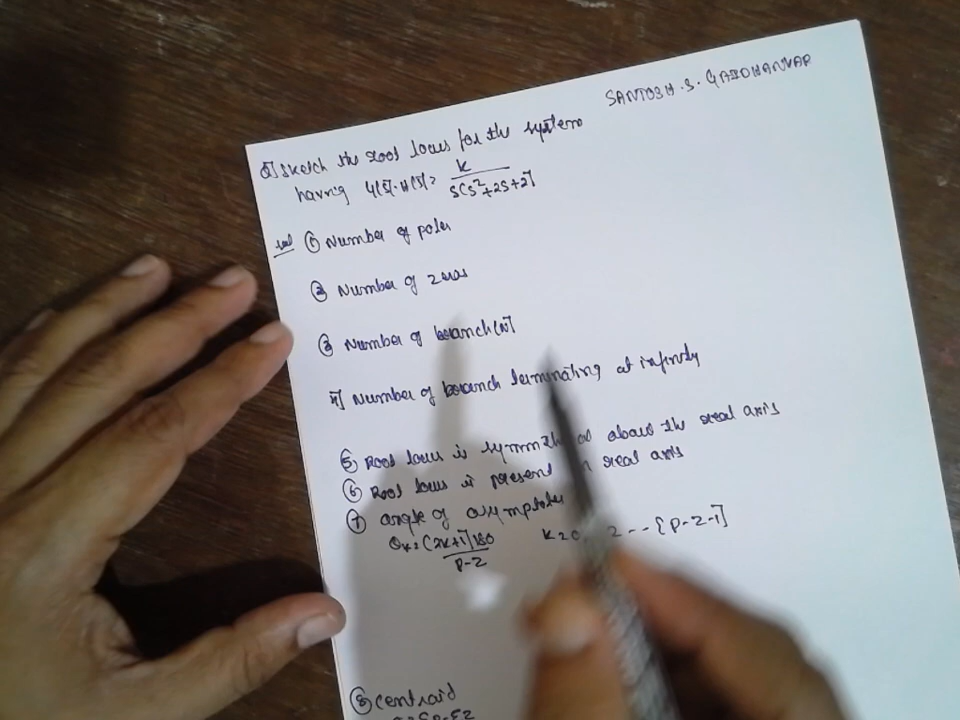 SANTOSH.S.GAIDHANKAR
Q] Sketch the root locus for the system
having G(s).H(s)= K / s(s²+2s+2]
sol ① Number of poles
② Number of zeros
③ Number of branch(N]
4] Number of branch terminating at infinity
⑤ Root locus is about the real axis
⑥ Root locus is present real axis
⑦ angle of asymptotes
θk=(2k+1]180 / P-Z k=0 2--[P-Z-1]
⑧ centroid